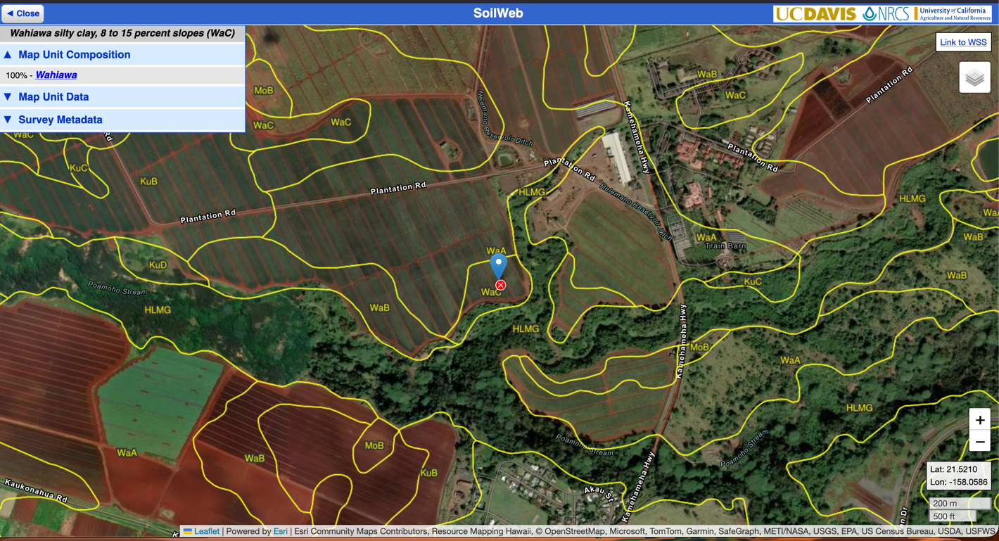 ◄ Close
SoilWeb
UCDAVIS
NRCS
University of California
Agriculture and Natural Resources
Wahiawa silty clay, 8 to 15 percent slopes (WaC)
▲ Map Unit Composition
100% - Wahiawa
▼ Map Unit Data
▼ Survey Metadata
Link to WSS
WaB
Plantation Rd
MoB
WaC
Helemano Reservoir Ditch
Kamehameha Hwy
WaC
WaC
WaC
Rd
Plantation Rd
Plantation Rd
KuC
KuB
Plantation Rd
HLMG
Helemano Reservoir Ditch
HLMG
Plantation Rd
WaA
WaA
Train Barn
WaB
WaA
KuD
WaB
Poamoho Stream
KuC
WaC
HLMG
WaB
HLMG
Kamehameha Hwy
MoB
WaA
HLMG
+
−
Poamoho Stream
Poamoho Stream
MoB
WaA
WaB
KuB
Lat: 21.5210
Lon: -158.0586
Kaukonahua Rd
Akau St
Kamehameha Hwy
200 m
500 ft
n Dr
K
Leaflet | Powered by Esri | Esri Community Maps Contributors, Resource Mapping Hawaii, © OpenStreetMap, Microsoft, TomTom, Garmin, SafeGraph, METI/NASA, USGS, EPA, US Census Bureau, USDA, USFWS